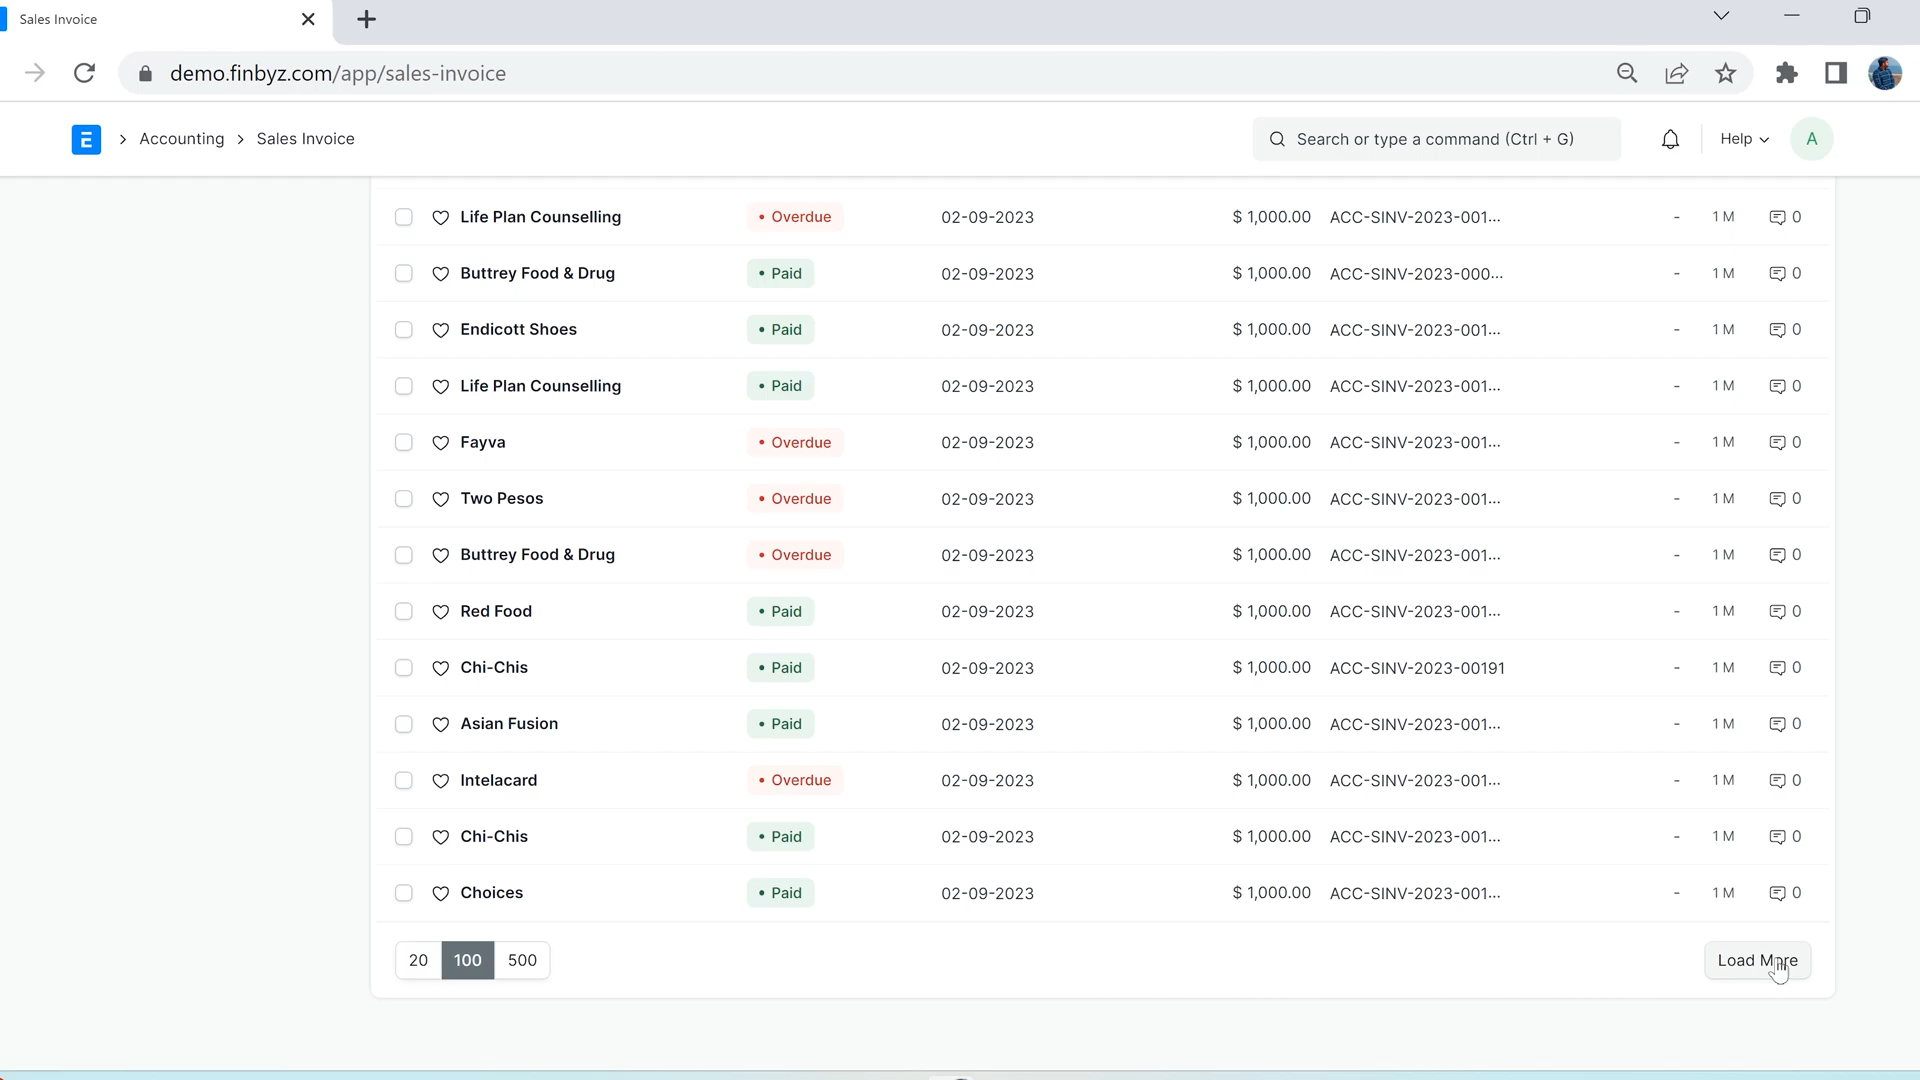 Sales Invoice
demo.finbyz.com/app/sales-invoice
E Accounting Sales Invoice Search or type a command (Ctrl + G) Help A
Life Plan Counselling • Overdue 02-09-2023 $ 1,000.00 ACC-SINV-2023-001... - 1 M 0
Buttrey Food & Drug • Paid 02-09-2023 $ 1,000.00 ACC-SINV-2023-000... - 1 M 0
Endicott Shoes • Paid 02-09-2023 $ 1,000.00 ACC-SINV-2023-001... - 1 M 0
Life Plan Counselling • Paid 02-09-2023 $ 1,000.00 ACC-SINV-2023-001... - 1 M 0
Fayva • Overdue 02-09-2023 $ 1,000.00 ACC-SINV-2023-001... - 1 M 0
Two Pesos • Overdue 02-09-2023 $ 1,000.00 ACC-SINV-2023-001... - 1 M 0
Buttrey Food & Drug • Overdue 02-09-2023 $ 1,000.00 ACC-SINV-2023-001... - 1 M 0
Red Food • Paid 02-09-2023 $ 1,000.00 ACC-SINV-2023-001... - 1 M 0
Chi-Chis • Paid 02-09-2023 $ 1,000.00 ACC-SINV-2023-00191 - 1 M 0
Asian Fusion • Paid 02-09-2023 $ 1,000.00 ACC-SINV-2023-001... - 1 M 0
Intelacard • Overdue 02-09-2023 $ 1,000.00 ACC-SINV-2023-001... - 1 M 0
Chi-Chis • Paid 02-09-2023 $ 1,000.00 ACC-SINV-2023-001... - 1 M 0
Choices • Paid 02-09-2023 $ 1,000.00 ACC-SINV-2023-001... - 1 M 0
20 100 500 Load More